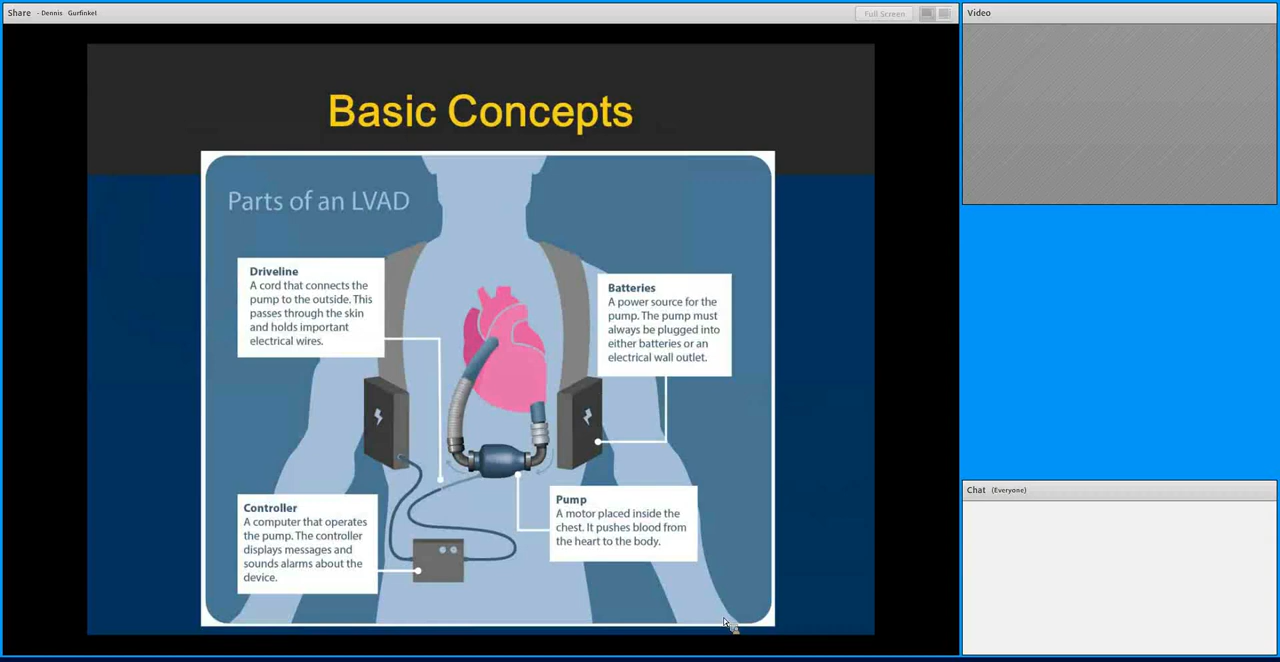 Share - Dennis Gurfinkel
Full Screen
Video
Basic Concepts
Parts of an LVAD
Driveline
A cord that connects the
pump to the outside. This
passes through the skin
and holds important
electrical wires.
Batteries
A power source for the
pump. The pump must
always be plugged into
either batteries or an
electrical wall outlet.
Controller
A computer that operates
the pump. The controller
displays messages and
sounds alarms about the
device.
Pump
A motor placed inside the
chest. It pushes blood from
the heart to the body.
Chat (Everyone)